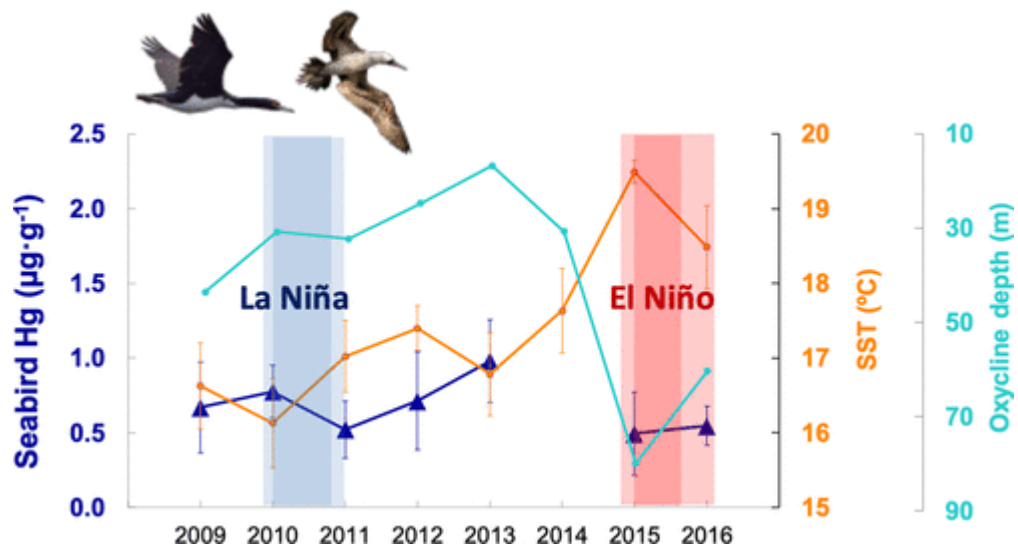 2.5
2.0
1.5
1.0
0.5
0.0
Seabird Hg (µg·g⁻¹)
La Niña
El Niño
20
19
18
17
16
15
SST (ºC)
10
30
50
70
90
Oxycline depth (m)
2009 2010 2011 2012 2013 2014 2015 2016